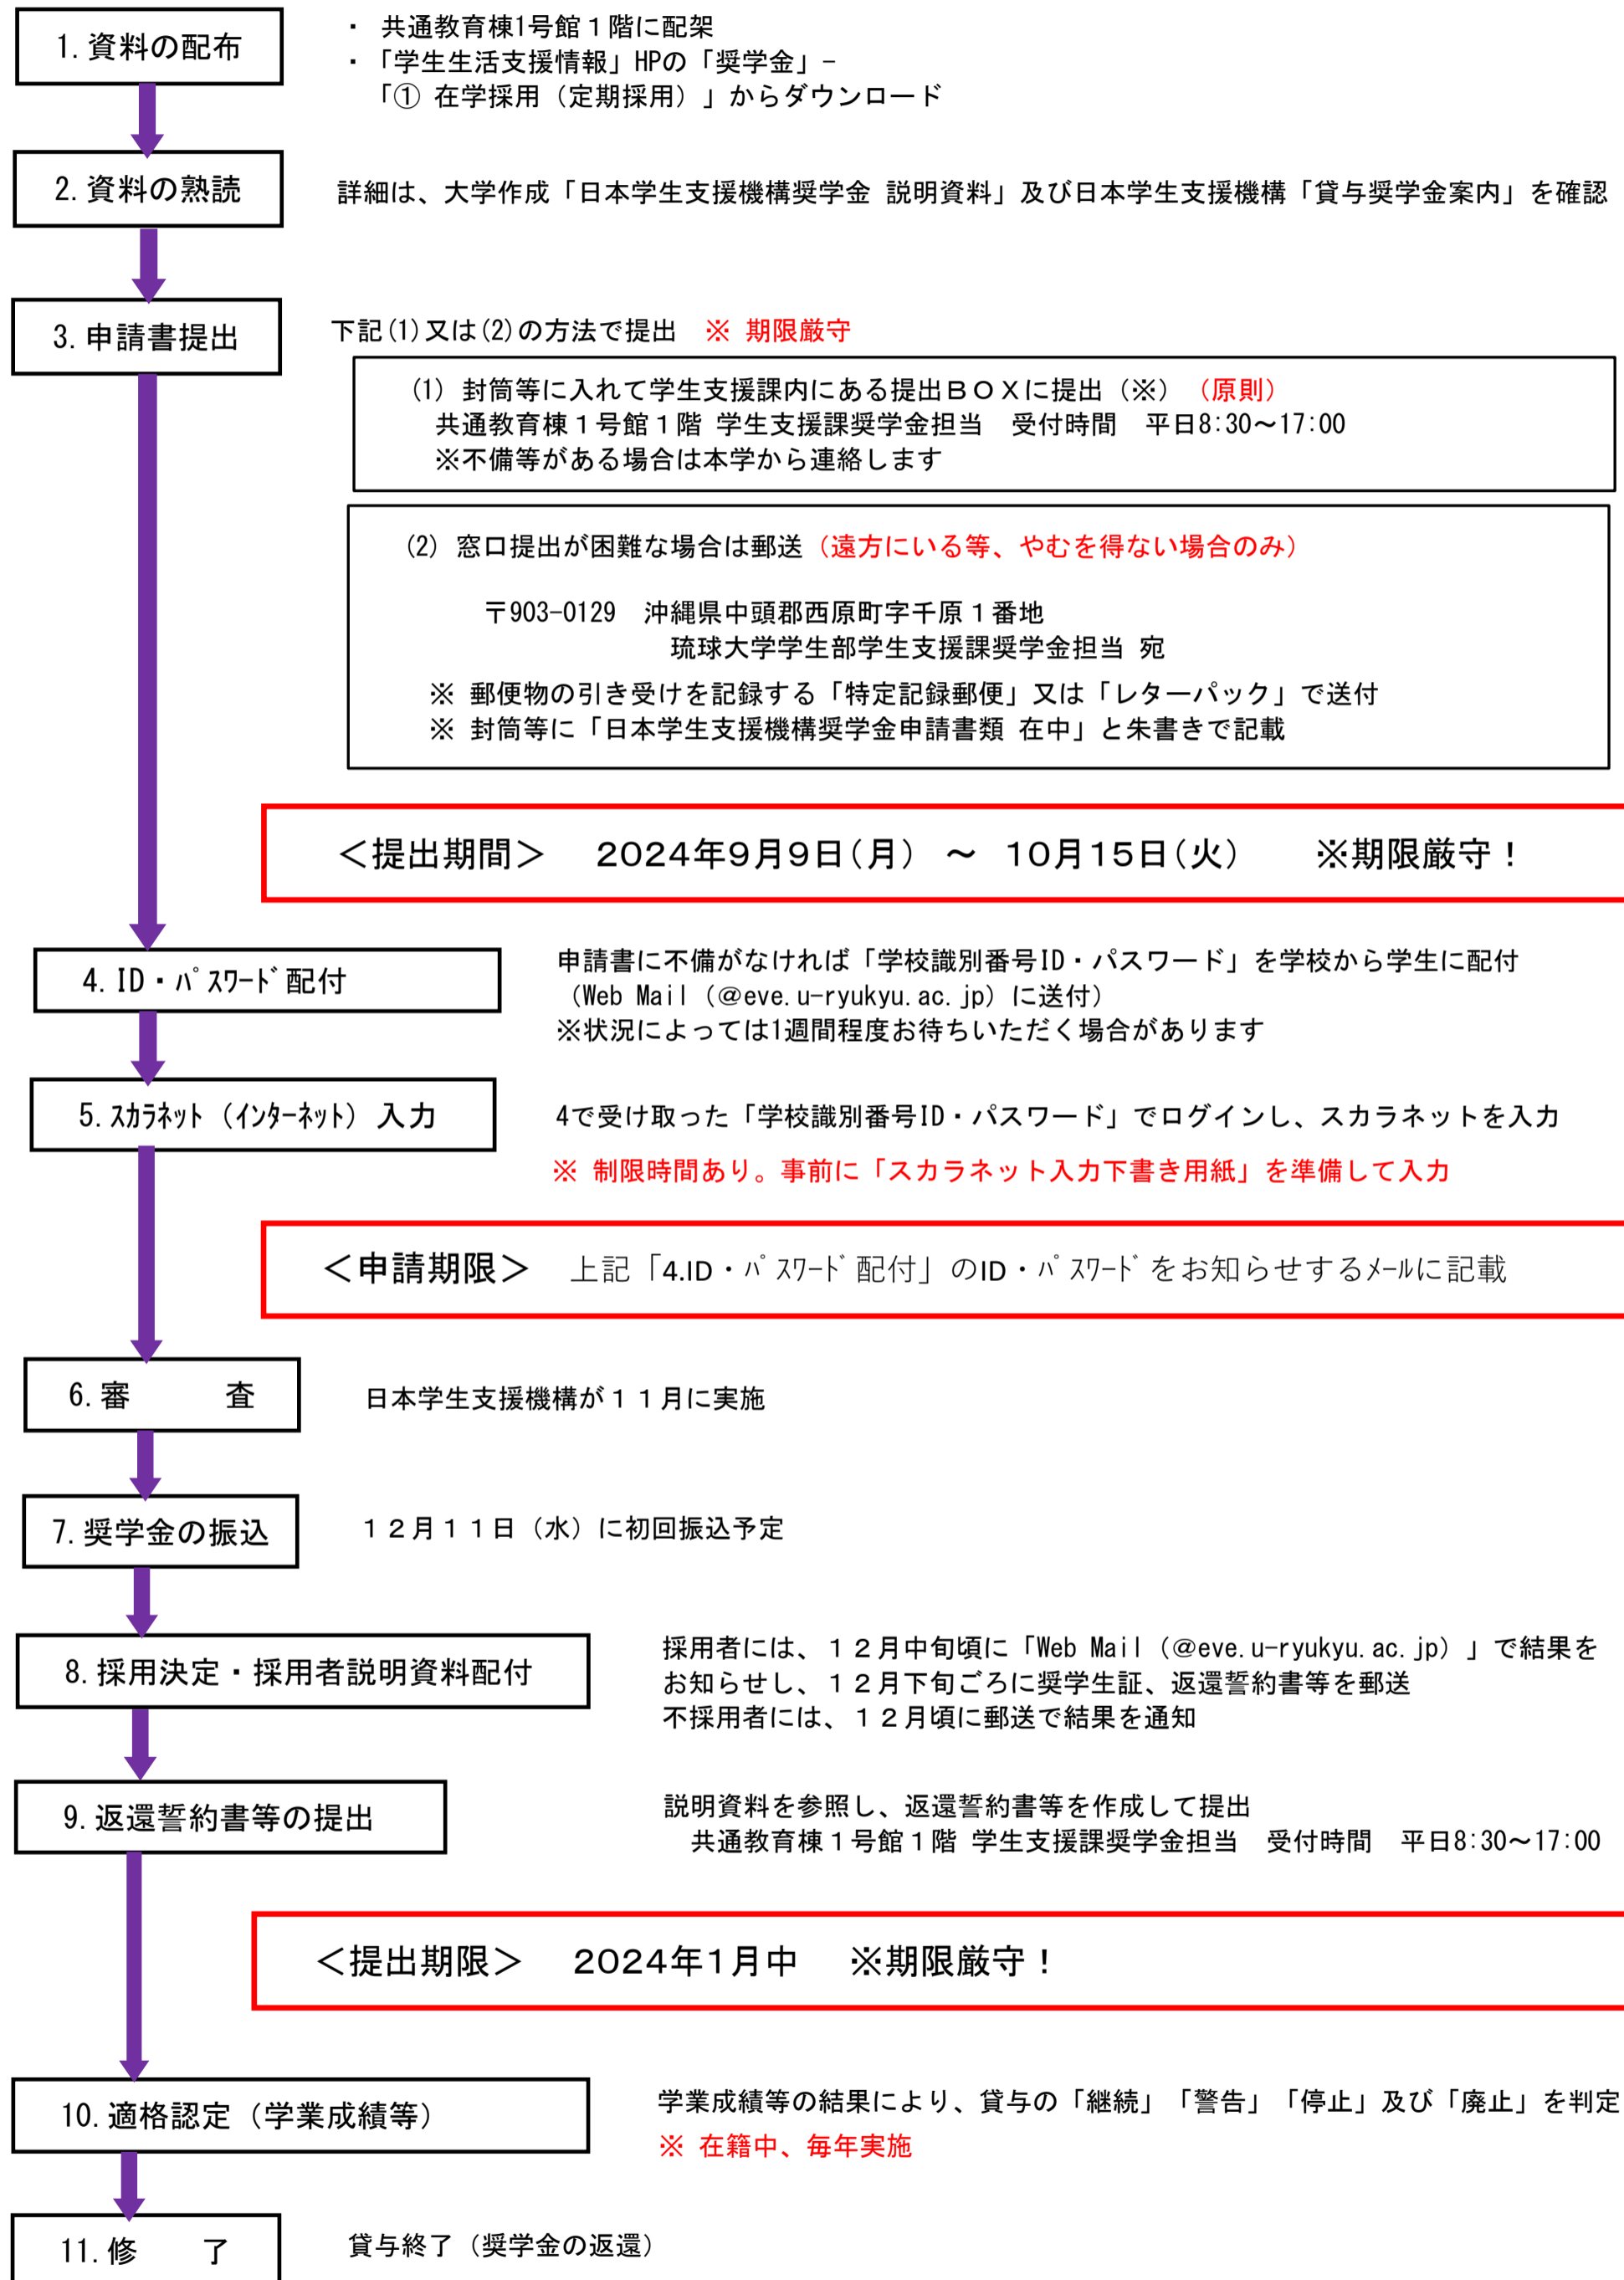 1.資料の配布
・ 共通教育棟1号館１階に配架
・「学生生活支援情報」HPの「奨学金」-
「① 在学採用（定期採用）」からダウンロード
2.資料の熟読
詳細は、大学作成「日本学生支援機構奨学金 説明資料」及び日本学生支援機構「貸与奨学金案内」を確認
3.申請書提出
下記(1)又は(2)の方法で提出　※ 期限厳守
(1) 封筒等に入れて学生支援課内にある提出ＢＯＸに提出（※）（原則）
共通教育棟１号館１階 学生支援課奨学金担当　受付時間　平日8:30～17:00
※不備等がある場合は本学から連絡します
(2) 窓口提出が困難な場合は郵送（遠方にいる等、やむを得ない場合のみ）
〒903-0129　沖縄県中頭郡西原町字千原１番地
琉球大学学生部学生支援課奨学金担当 宛
※ 郵便物の引き受けを記録する「特定記録郵便」又は「レターパック」で送付
※ 封筒等に「日本学生支援機構奨学金申請書類 在中」と朱書きで記載
＜提出期間＞　2024年9月9日(月) ～ 10月15日(火)　※期限厳守！
4.ID・ﾊﾟｽﾜｰﾄﾞ配付
申請書に不備がなければ「学校識別番号ID・パスワード」を学校から学生に配付
（Web Mail（@eve.u-ryukyu.ac.jp）に送付）
※状況によっては1週間程度お待ちいただく場合があります
5.ｽｶﾗﾈｯﾄ（ｲﾝﾀｰﾈｯﾄ）入力
4で受け取った「学校識別番号ID・パスワード」でログインし、スカラネットを入力
※ 制限時間あり。事前に「スカラネット入力下書き用紙」を準備して入力
＜申請期限＞　上記「4.ID・ﾊﾟｽﾜｰﾄﾞ配付」のID・ﾊﾟｽﾜｰﾄﾞをお知らせするﾒｰﾙに記載
6.審　　　査
日本学生支援機構が１１月に実施
7.奨学金の振込
１２月１１日（水）に初回振込予定
8.採用決定・採用者説明資料配付
採用者には、１２月中旬頃に「Web Mail（@eve.u-ryukyu.ac.jp）」で結果を
お知らせし、１２月下旬ごろに奨学生証、返還誓約書等を郵送
不採用者には、１２月頃に郵送で結果を通知
9.返還誓約書等の提出
説明資料を参照し、返還誓約書等を作成して提出
共通教育棟１号館１階 学生支援課奨学金担当　受付時間　平日8:30～17:00
＜提出期限＞　2024年1月中　※期限厳守！
10.適格認定（学業成績等）
学業成績等の結果により、貸与の「継続」「警告」「停止」及び「廃止」を判定
※ 在籍中、毎年実施
11.修　　了
貸与終了（奨学金の返還）